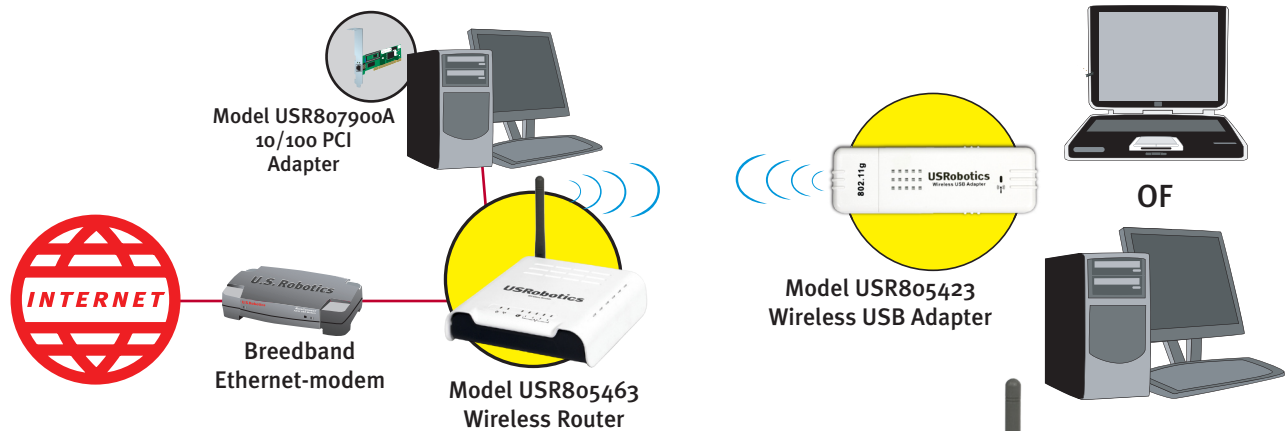 Model USR807900A
10/100 PCI
Adapter
INTERNET
U.S. Robotics
Breedband
Ethernet-modem
USRobotics
Model USR805463
Wireless Router
802.11g
USRobotics
Wireless USB Adapter
Model USR805423
Wireless USB Adapter
OF